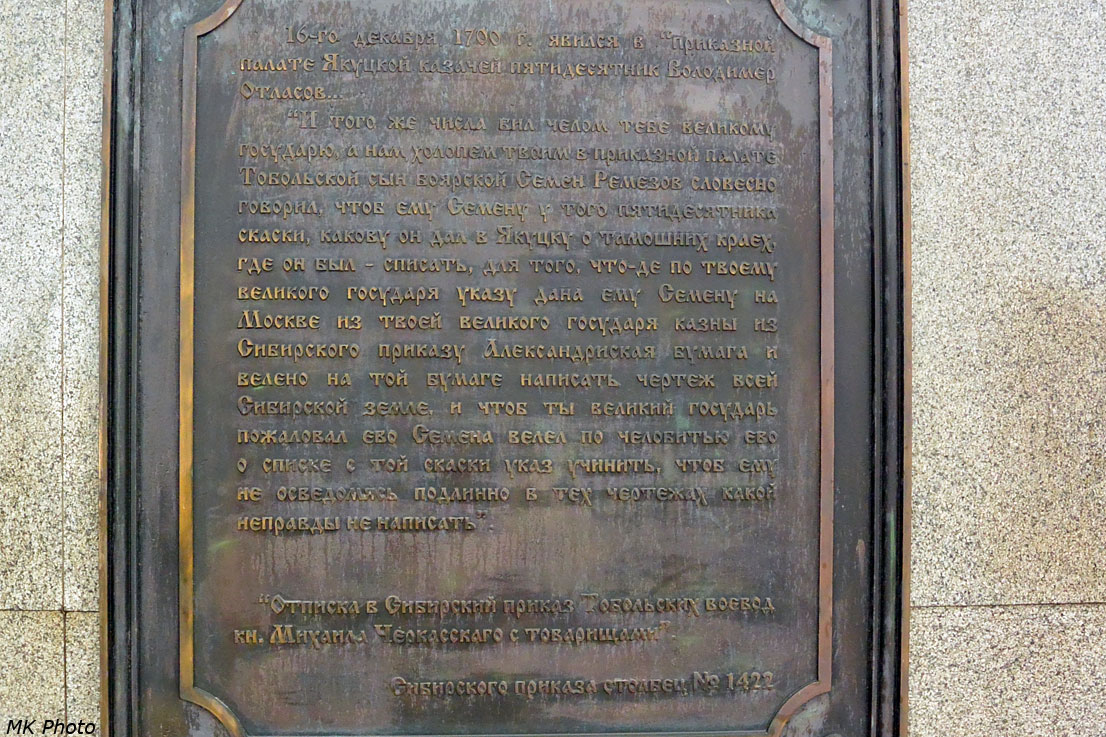 16-го декабря 1700 г. явился в "приказной
палате Якуцкой казачей пятидесятник Володимер
Отласов...
"И того же числа бил челом тебе великому
государю, а нам холопем твоим в приказной палате
Тобольской сын боярской Семен Ремезов словесно
говорил, чтоб ему Семену у того пятидесятника
скаски, какову он дал в Якуцку о тамошних краех,
где он был - списать, для того, что-де по твоему
великого государя указу дана ему Семену на
Москве из твоей великого государя казны из
Сибирского приказу Александриская бумага и
велено на той бумаге написать чертеж всей
Сибирской земле, и чтоб ты великий государь
пожаловал ево Семена велел по челобитью ево
о списке с той скаски указ учинить, чтоб ему
не осведомясь подлинно в тех чертежах какой
неправды не написать".
"Отписка в Сибирский приказ Тобольских воевод
кн. Михаила Черкасскаго с товарищами".
Сибирского приказа столбец № 1422
MK Photo